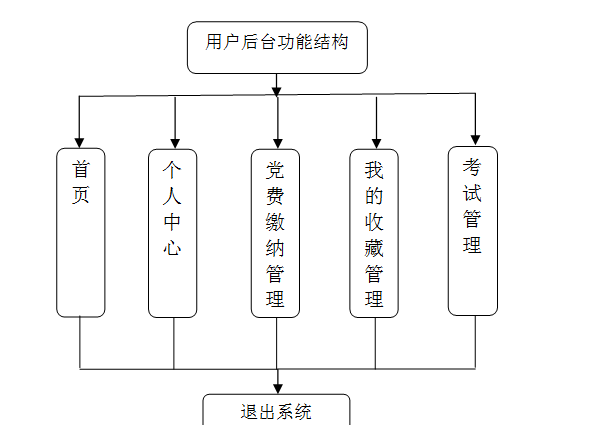 用户后台功能结构
首页
个人中心
党费缴纳管理
我的收藏管理
考试管理
退出系统